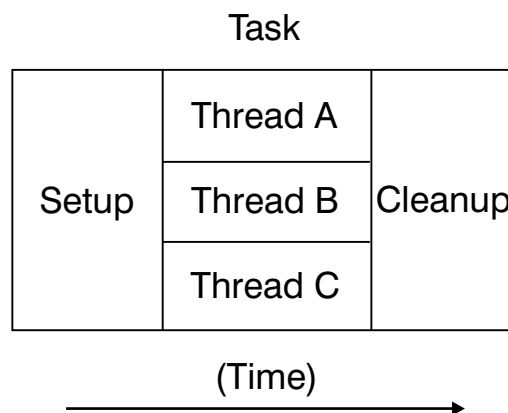 Task
Thread A
Setup
Thread B
Cleanup
Thread C
(Time)